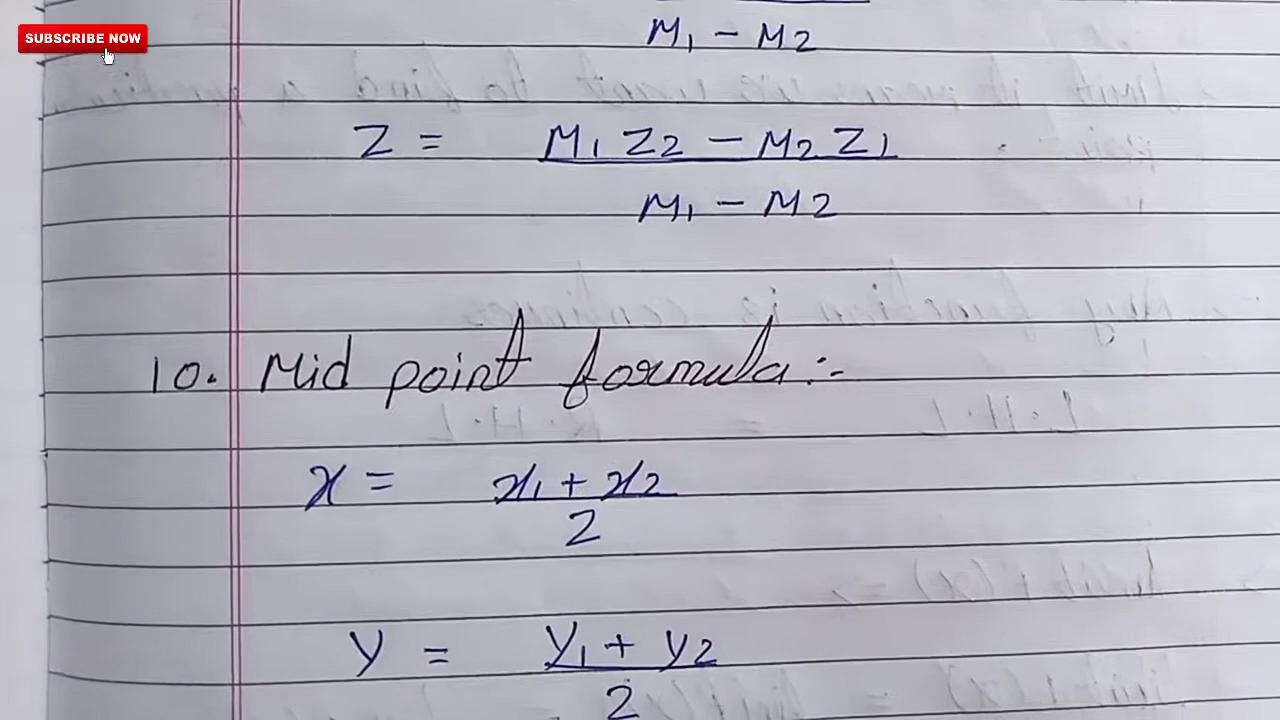 SUBSCRIBE NOW
M₁ - M₂
Z = M₁ Z₂ - M₂ Z₁
M₁ - M₂
10. Mid point formula:-
x = x₁ + x₂
2
y = y₁ + y₂
2